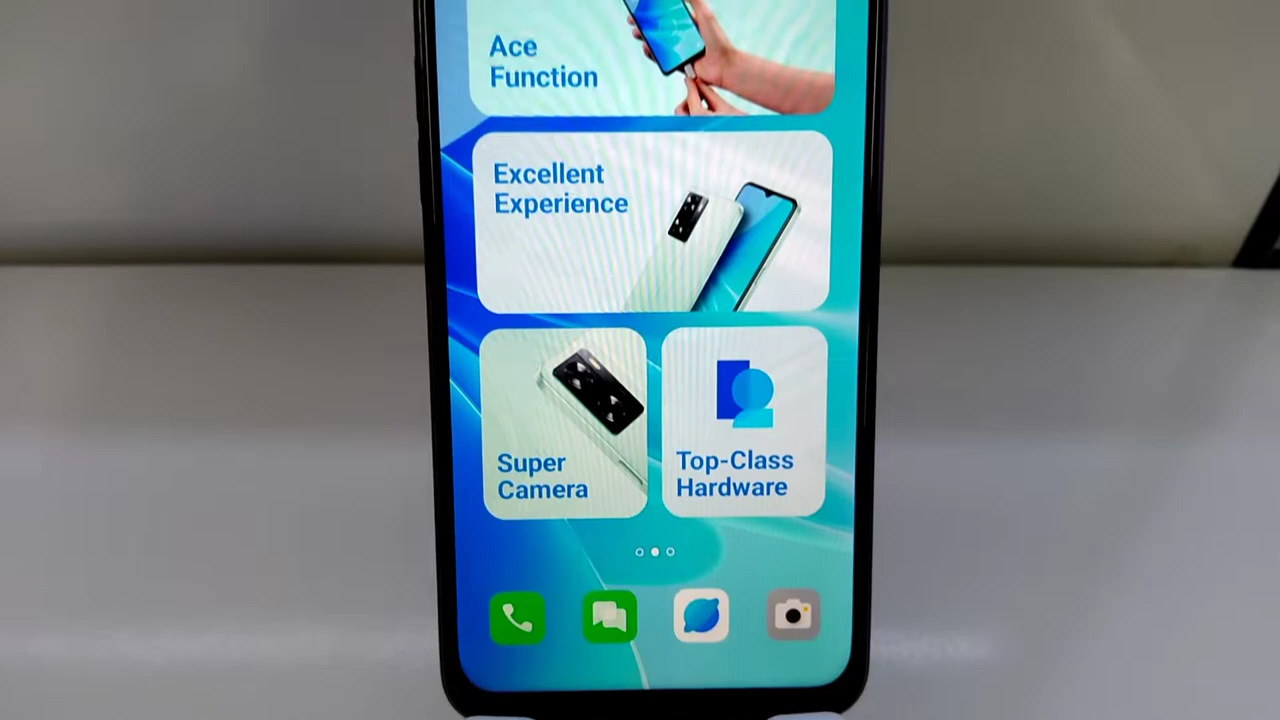 Ace
Function
Excellent
Experience
Super
Camera
Top-Class
Hardware